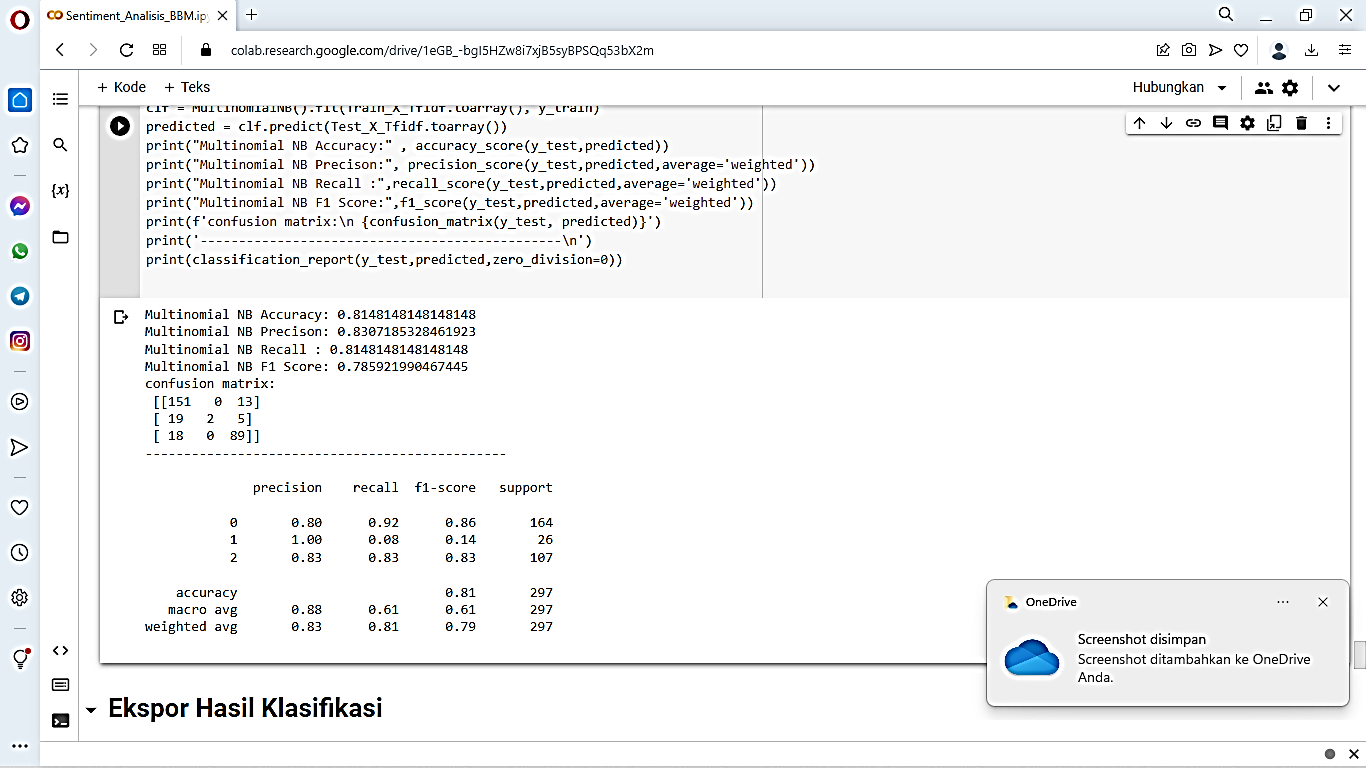 Sentiment_Analisis_BBM.ip
colab.research.google.com/drive/1eGB_-bgI5HZw8i7xjB5syBPSQq53bX2m
+ Kode + Teks
Hubungkan
clf = MultinomialNB().fit(Train_X_Tfidf.toarray(), y_train)
predicted = clf.predict(Test_X_Tfidf.toarray())
print("Multinomial NB Accuracy:" , accuracy_score(y_test,predicted))
print("Multinomial NB Precison:", precision_score(y_test,predicted,average='weighted'))
print("Multinomial NB Recall :",recall_score(y_test,predicted,average='weighted'))
print("Multinomial NB F1 Score:",f1_score(y_test,predicted,average='weighted'))
print(f'confusion matrix:\n {confusion_matrix(y_test, predicted)}')
print('-----------------------------------------------\n')
print(classification_report(y_test,predicted,zero_division=0))
{x}
Multinomial NB Accuracy: 0.8148148148148148
Multinomial NB Precison: 0.8307185328461923
Multinomial NB Recall : 0.8148148148148148
Multinomial NB F1 Score: 0.785921990467445
confusion matrix:
[[151 0 13]
[ 19 2 5]
[ 18 0 89]]
-----------------------------------------------
precision recall f1-score support
0 0.80 0.92 0.86 164
1 1.00 0.08 0.14 26
2 0.83 0.83 0.83 107
accuracy 0.81 297
macro avg 0.88 0.61 0.61 297
weighted avg 0.83 0.81 0.79 297
OneDrive
Screenshot disimpan
Screenshot ditambahkan ke OneDrive
Anda.
Ekspor Hasil Klasifikasi